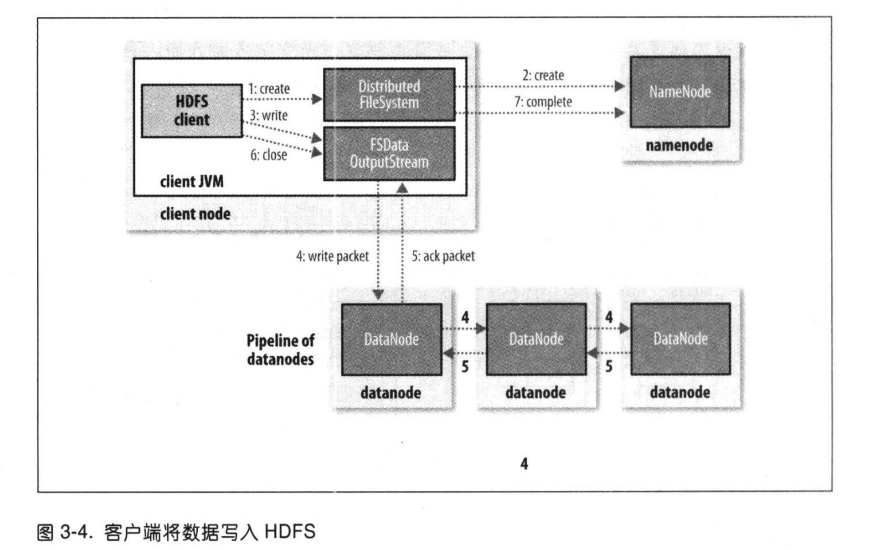 HDFS
client
1: create
3: write
6: close
Distributed
FileSystem
FSData
OutputStream
client JVM
client node
2: create
7: complete
NameNode
namenode
4: write packet
5: ack packet
Pipeline of
datanodes
DataNode
4
5
DataNode
4
5
DataNode
datanode
datanode
datanode
4
图 3-4. 客户端将数据写入 HDFS